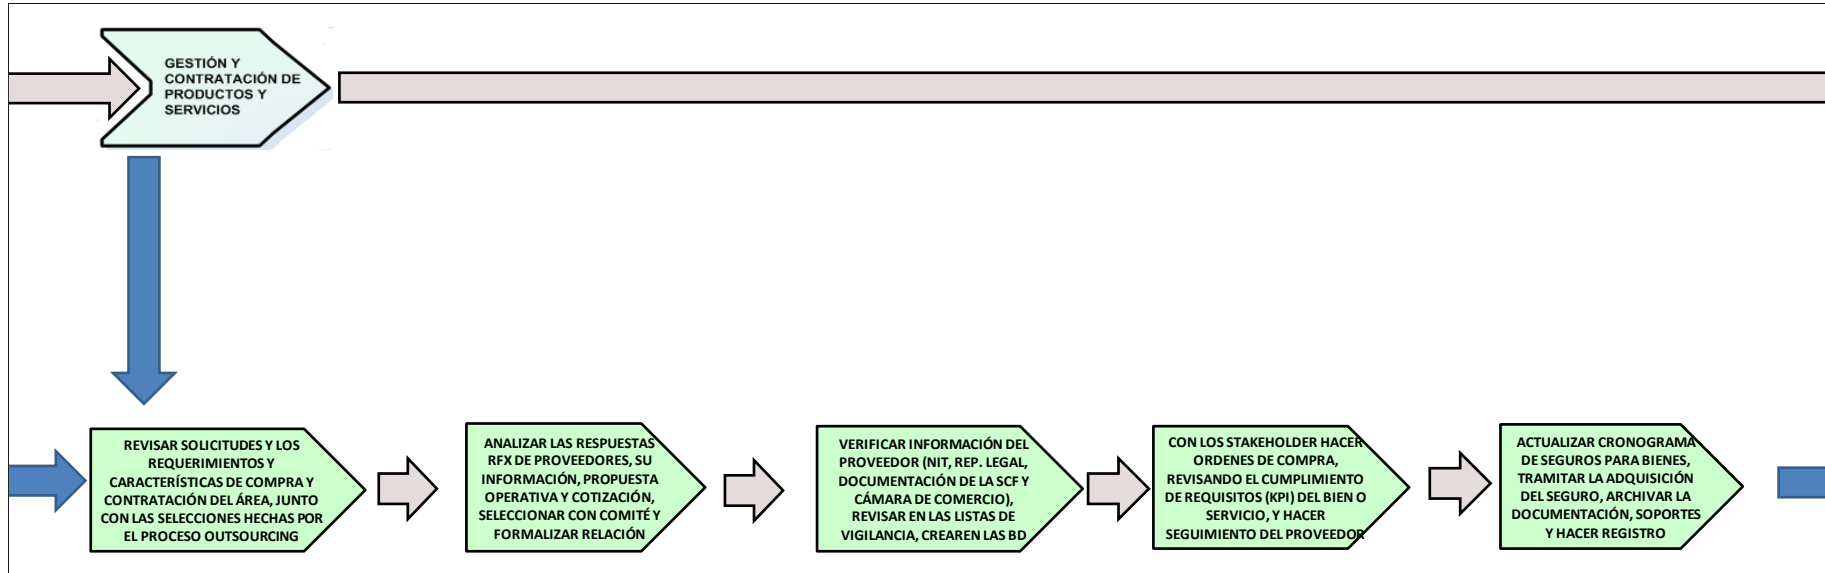 GESTIÓN Y
CONTRATACIÓN DE
PRODUCTOS Y
SERVICIOS
REVISAR SOLICITUDES Y LOS
REQUERIMIENTOS Y
CARACTERÍSTICAS DE COMPRA Y
CONTRATACIÓN DEL ÁREA, JUNTO
CON LAS SELECCIONES HECHAS POR
EL PROCESO OUTSOURCING
ANALIZAR LAS RESPUESTAS
RFX DE PROVEEDORES, SU
INFORMACIÓN, PROPUESTA
OPERATIVA Y COTIZACIÓN,
SELECCIONAR CON COMITÉ Y
FORMALIZAR RELACIÓN
VERIFICAR INFORMACIÓN DEL
PROVEEDOR (NIT, REP. LEGAL,
DOCUMENTACIÓN DE LA SCF Y
CÁMARA DE COMERCIO),
REVISAR EN LAS LISTAS DE
VIGILANCIA, CREAREN LAS BD
CON LOS STAKEHOLDER HACER
ORDENES DE COMPRA,
REVISANDO EL CUMPLIMIENTO
DE REQUISITOS (KPI) DEL BIEN O
SERVICIO, Y HACER
SEGUIMIENTO DEL PROVEEDOR
ACTUALIZAR CRONOGRAMA
DE SEGUROS PARA BIENES,
TRAMITAR LA ADQUISICIÓN
DEL SEGURO, ARCHIVAR LA
DOCUMENTACIÓN, SOPORTES
Y HACER REGISTRO